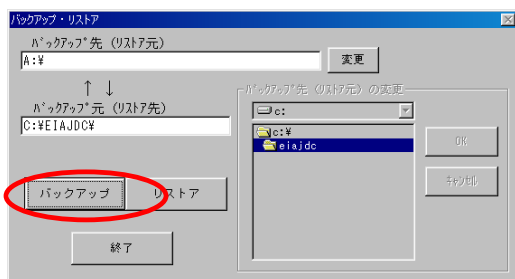 バックアップ・リストア
ﾊﾞｯｸｱｯﾌﾟ先 (ﾘｽﾄｱ元)
A:¥
変更
↑ ↓
ﾊﾞｯｸｱｯﾌﾟ元 (ﾘｽﾄｱ先)
C:¥EIAJDC¥
ﾊﾞｯｸｱｯﾌﾟ先 (ﾘｽﾄｱ元) の変更
c:
c:¥
eiajdc
OK
ｷｬﾝｾﾙ
バックアップ
リストア
終了